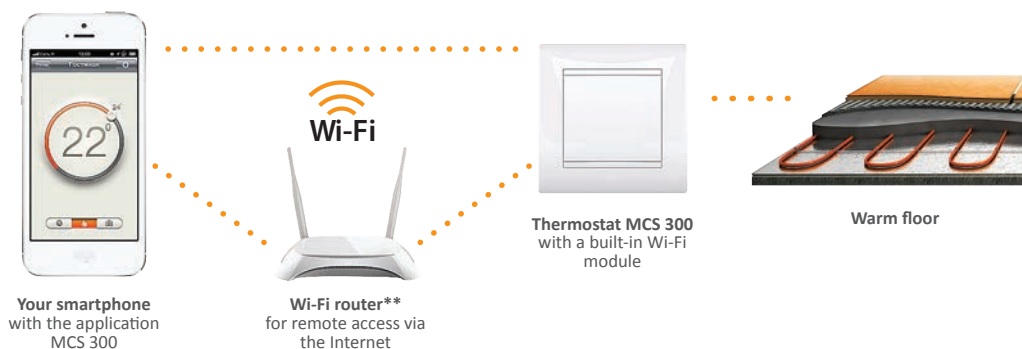 Гостиная
24°
22°
Wi-Fi
Your smartphone
with the application
MCS 300
Wi-Fi router**
for remote access via
the Internet
Thermostat MCS 300
with a built-in Wi-Fi
module
Warm floor